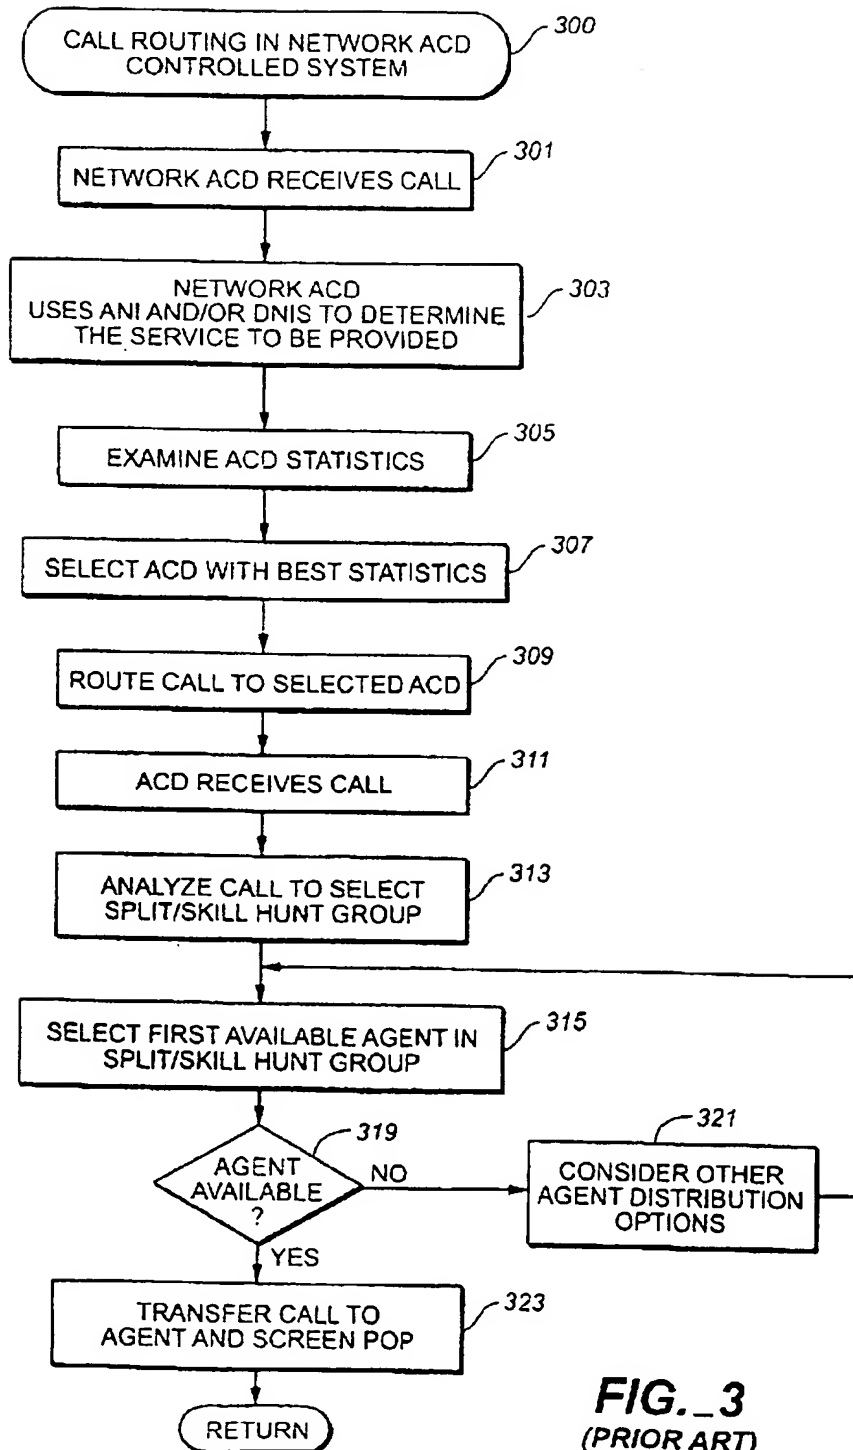 CALL ROUTING IN NETWORK ACD
CONTROLLED SYSTEM
300
NETWORK ACD RECEIVES CALL
301
NETWORK ACD
USES ANI AND/OR DNIS TO DETERMINE
THE SERVICE TO BE PROVIDED
303
EXAMINE ACD STATISTICS
305
SELECT ACD WITH BEST STATISTICS
307
ROUTE CALL TO SELECTED ACD
309
ACD RECEIVES CALL
311
ANALYZE CALL TO SELECT
SPLIT/SKILL HUNT GROUP
313
SELECT FIRST AVAILABLE AGENT IN
SPLIT/SKILL HUNT GROUP
315
AGENT
AVAILABLE
?
319
NO
CONSIDER OTHER
AGENT DISTRIBUTION
OPTIONS
321
YES
TRANSFER CALL TO
AGENT AND SCREEN POP
323
RETURN
FIG._3
(PRIOR ART)